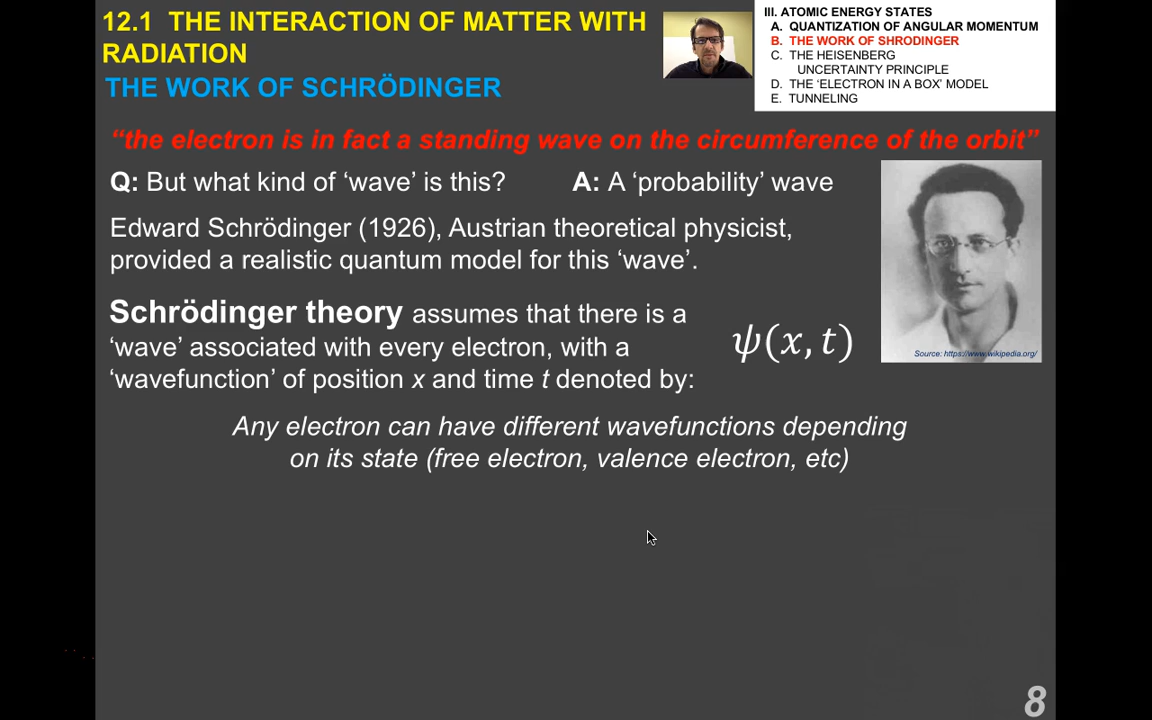 12.1 THE INTERACTION OF MATTER WITH
RADIATION
THE WORK OF SCHRÖDINGER
III. ATOMIC ENERGY STATES
A. QUANTIZATION OF ANGULAR MOMENTUM
B. THE WORK OF SHRODINGER
C. THE HEISENBERG
UNCERTAINTY PRINCIPLE
D. THE ‘ELECTRON IN A BOX’ MODEL
E. TUNNELING
“the electron is in fact a standing wave on the circumference of the orbit”
Q: But what kind of ‘wave’ is this? A: A ‘probability’ wave
Edward Schrödinger (1926), Austrian theoretical physicist,
provided a realistic quantum model for this ‘wave’.
Schrödinger theory assumes that there is a
‘wave’ associated with every electron, with a
‘wavefunction’ of position x and time t denoted by:
ψ(x, t)
Source: https://www.wikipedia.org/
Any electron can have different wavefunctions depending
on its state (free electron, valence electron, etc)
8